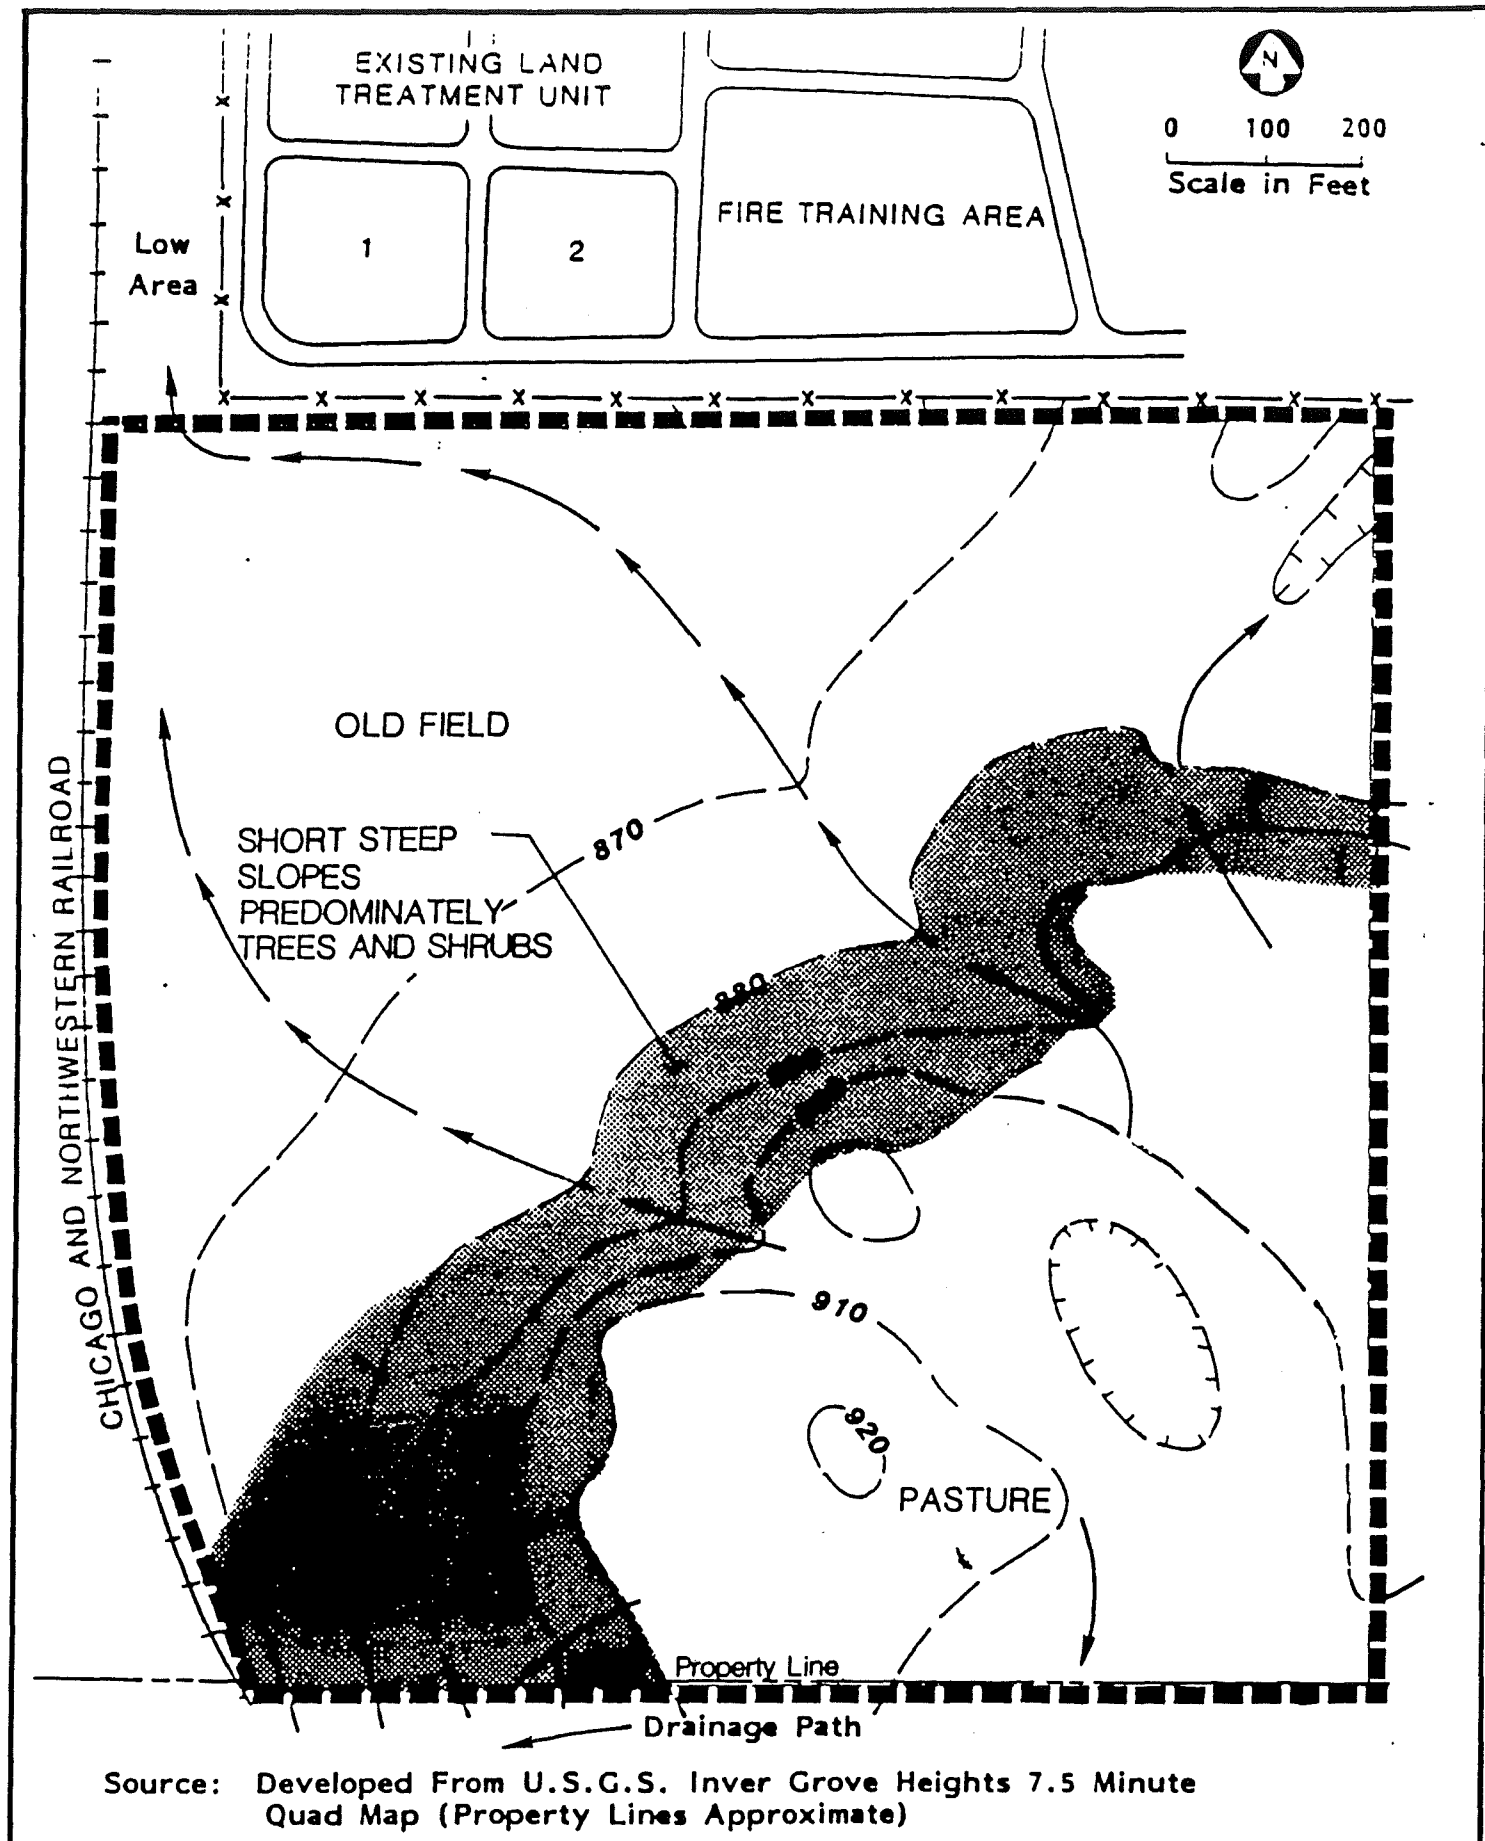 EXISTING LAND
TREATMENT UNIT
N
0 100 200
Scale in Feet
FIRE TRAINING AREA
Low
Area
1
2
OLD FIELD
SHORT STEEP
SLOPES
PREDOMINATELY
TREES AND SHRUBS
870
880
CHICAGO AND NORTHWESTERN RAILROAD
910
920
PASTURE
Property Line
Drainage Path
Source: Developed From U.S.G.S. Inver Grove Heights 7.5 Minute
Quad Map (Property Lines Approximate)